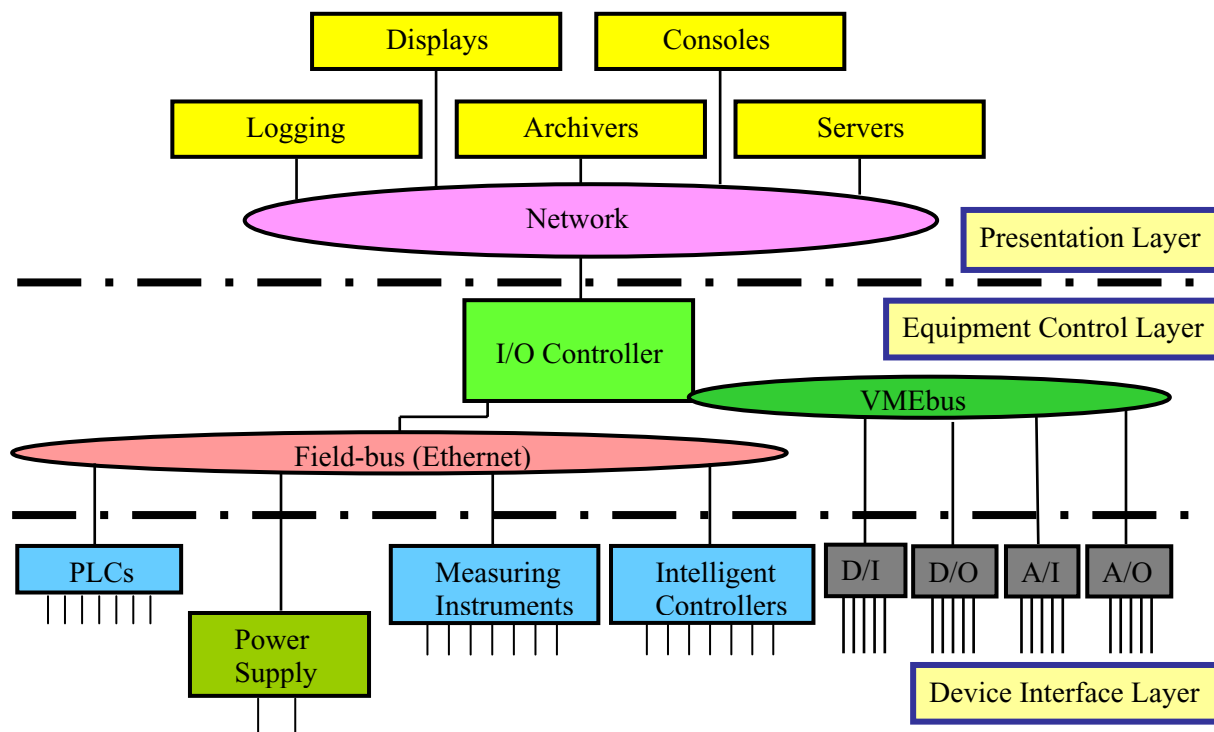 Displays
Consoles
Logging
Archivers
Servers
Network
Presentation Layer
Equipment Control Layer
I/O Controller
VMEbus
Field-bus (Ethernet)
PLCs
Measuring
Instruments
Intelligent
Controllers
D/I
D/O
A/I
A/O
Power
Supply
Device Interface Layer